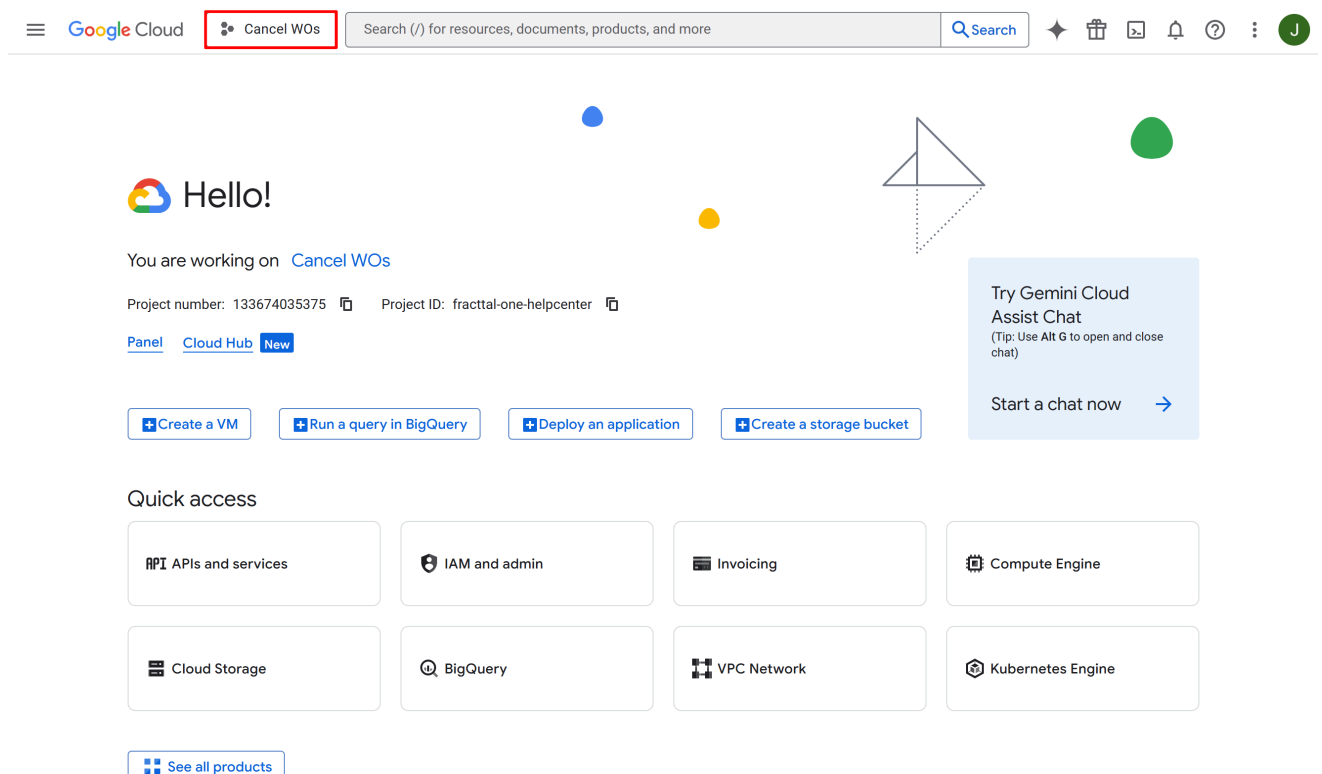 Google Cloud
Cancel WOs
Search (/) for resources, documents, products, and more
Search
J
Hello!
You are working on Cancel WOs
Project number: 133674035375 Project ID: fracttal-one-helpcenter
Panel Cloud Hub New
Try Gemini Cloud
Assist Chat
(Tip: Use Alt G to open and close
chat)
Start a chat now
Create a VM
Run a query in BigQuery
Deploy an application
Create a storage bucket
Quick access
API APIs and services
IAM and admin
Invoicing
Compute Engine
Cloud Storage
BigQuery
VPC Network
Kubernetes Engine
See all products